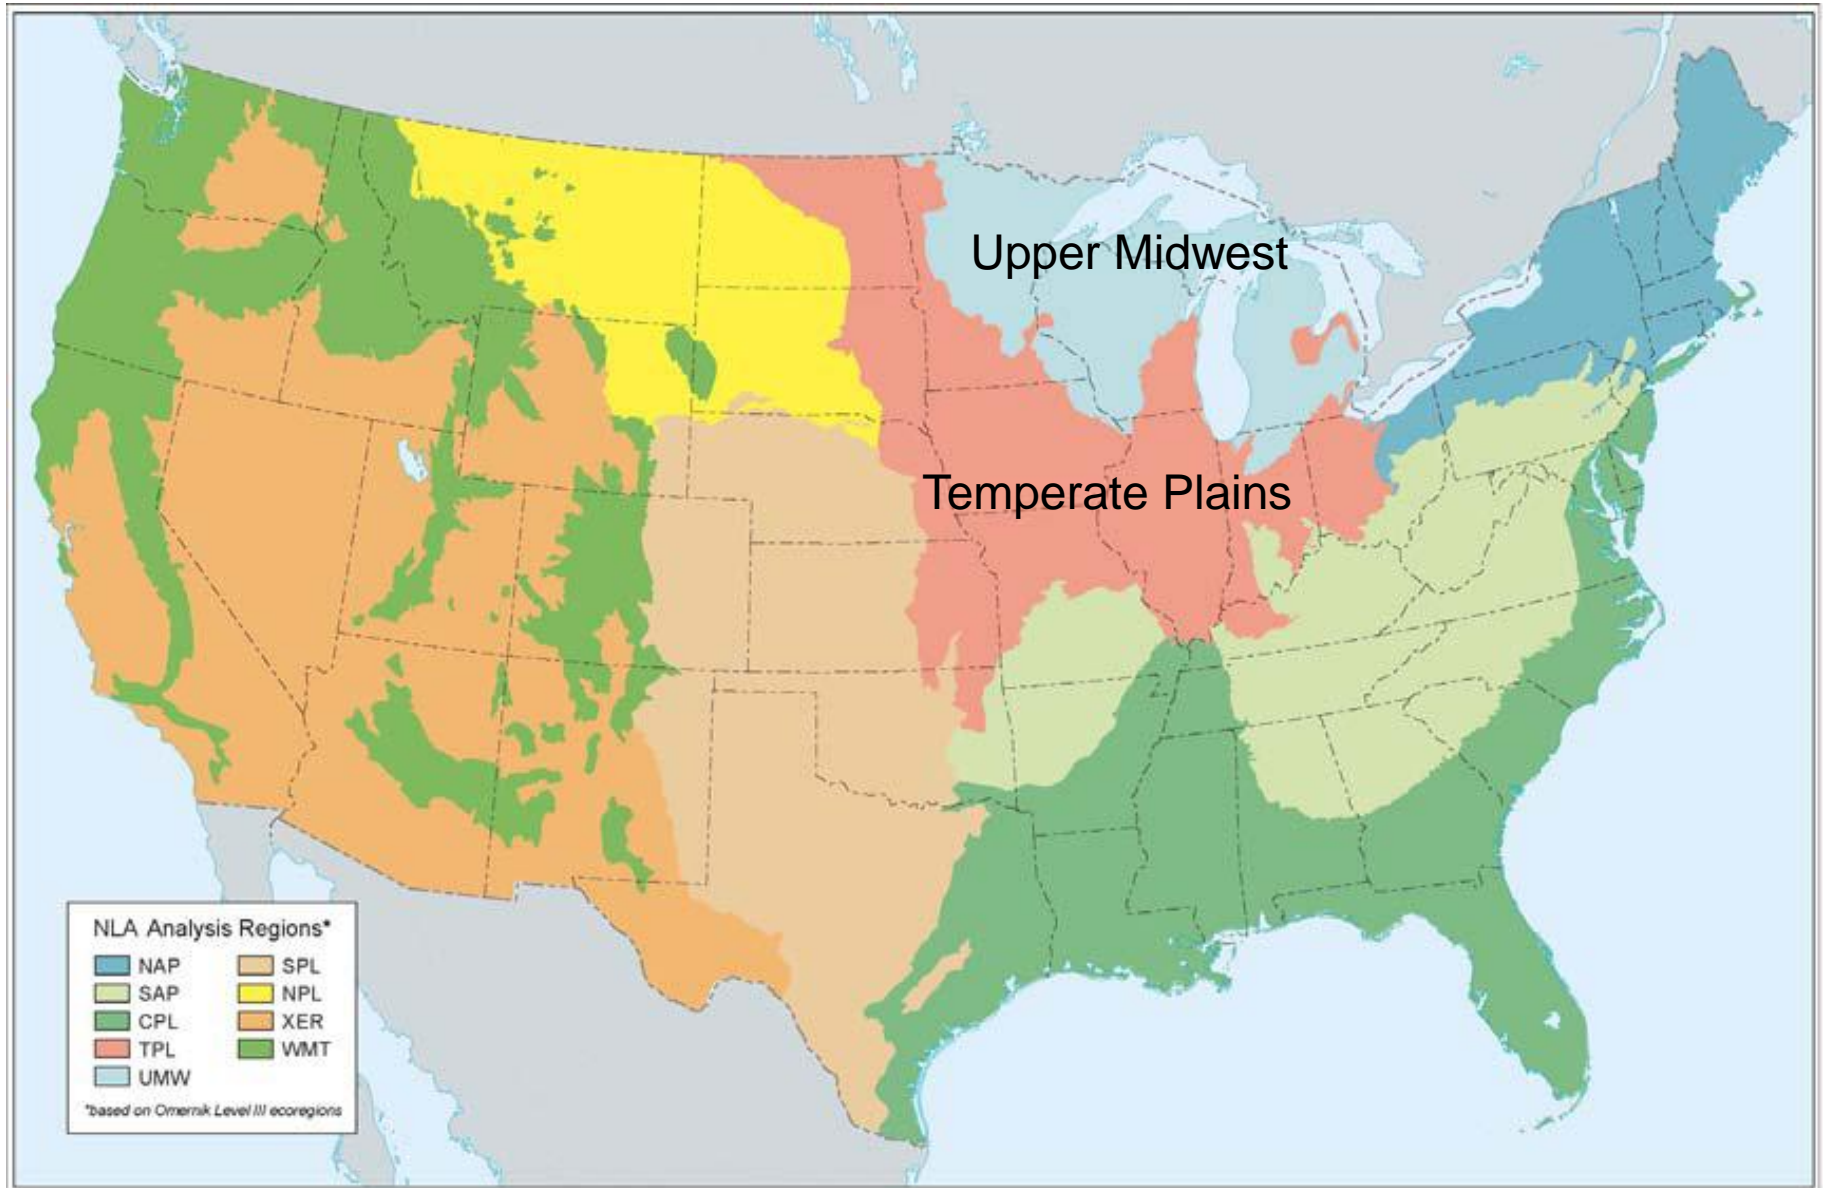 Upper Midwest
Temperate Plains
NLA Analysis Regions*
NAP SPL
SAP NPL
CPL XER
TPL WMT
UMW
*based on Omernik Level III ecoregions